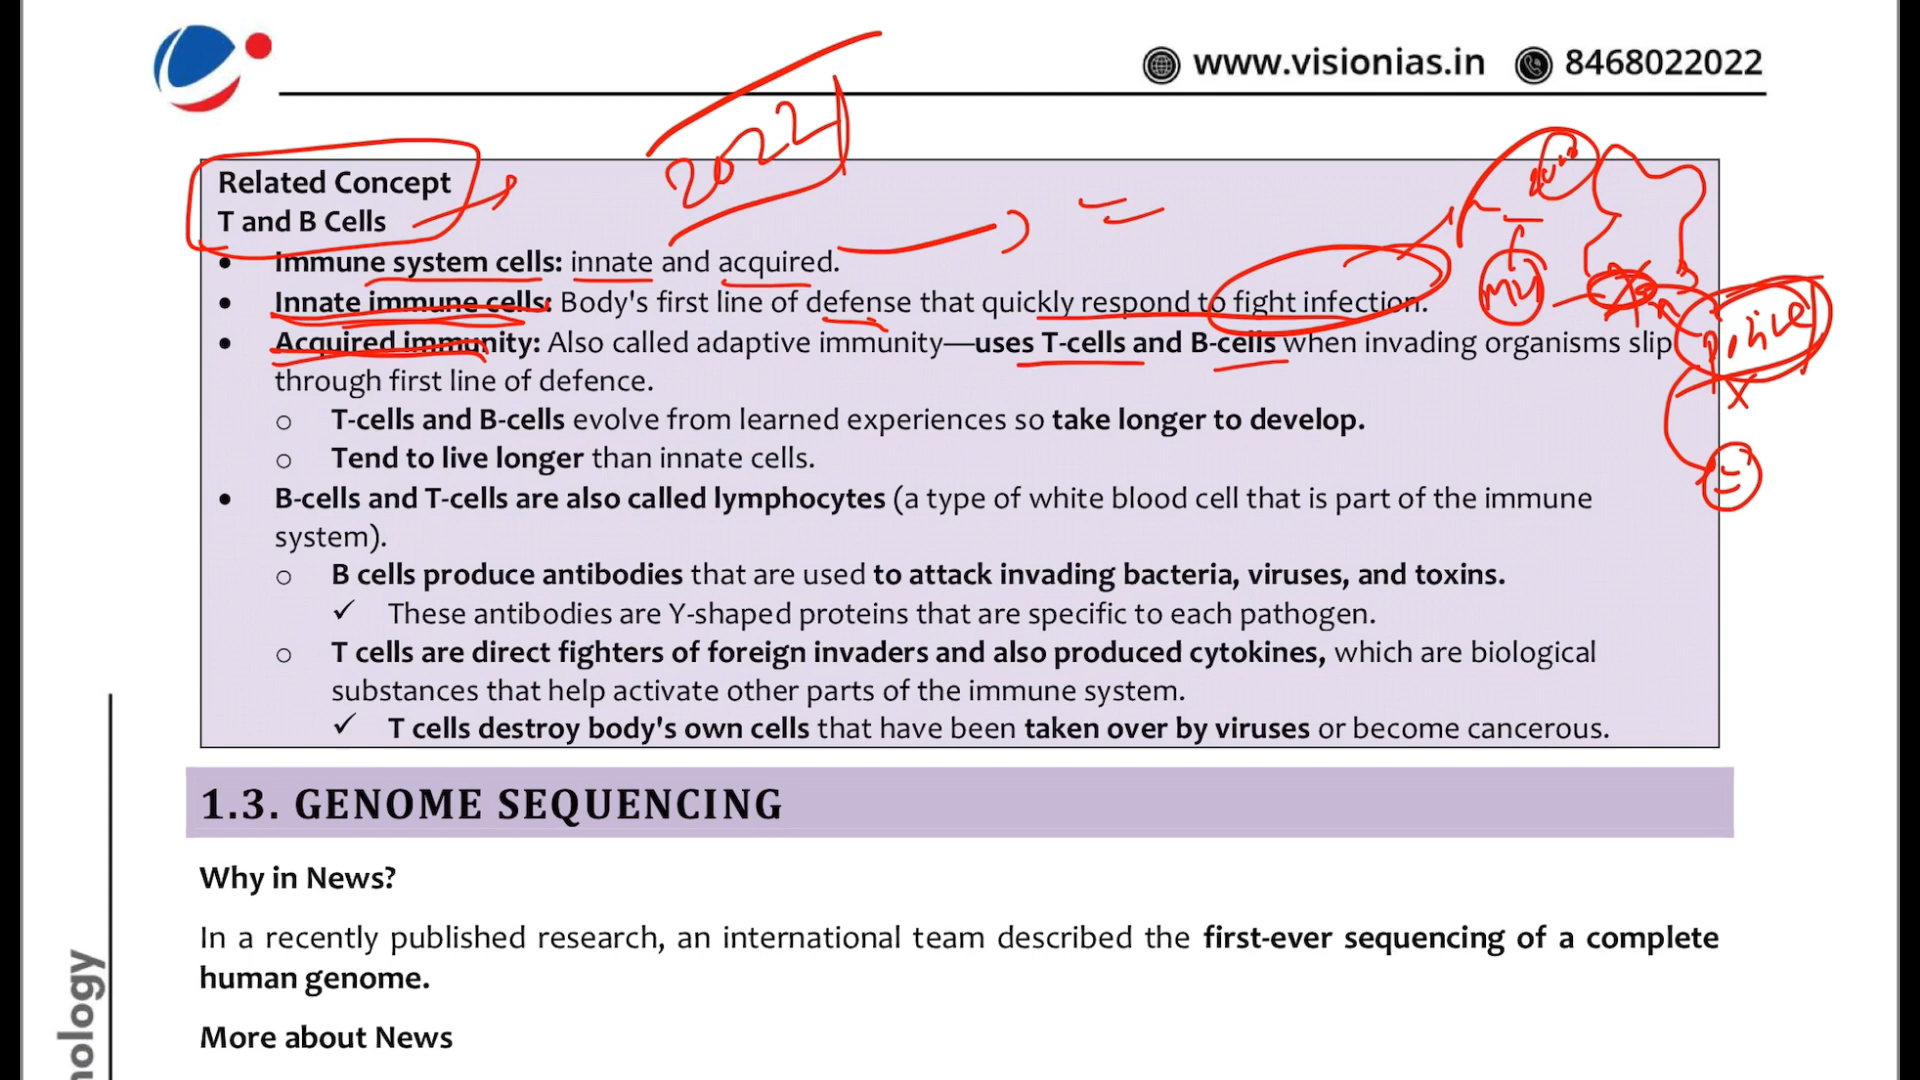 www.visionias.in 8468022022
2022
Related Concept
T and B Cells
• Immune system cells: innate and acquired.
• Innate immune cells: Body's first line of defense that quickly respond to fight infection.
• Acquired immunity: Also called adaptive immunity—uses T-cells and B-cells when invading organisms slip
through first line of defence.
o T-cells and B-cells evolve from learned experiences so take longer to develop.
o Tend to live longer than innate cells.
• B-cells and T-cells are also called lymphocytes (a type of white blood cell that is part of the immune
system).
o B cells produce antibodies that are used to attack invading bacteria, viruses, and toxins.
✓ These antibodies are Y-shaped proteins that are specific to each pathogen.
o T cells are direct fighters of foreign invaders and also produced cytokines, which are biological
substances that help activate other parts of the immune system.
✓ T cells destroy body's own cells that have been taken over by viruses or become cancerous.
1.3. GENOME SEQUENCING
Why in News?
In a recently published research, an international team described the first-ever sequencing of a complete
human genome.
More about News